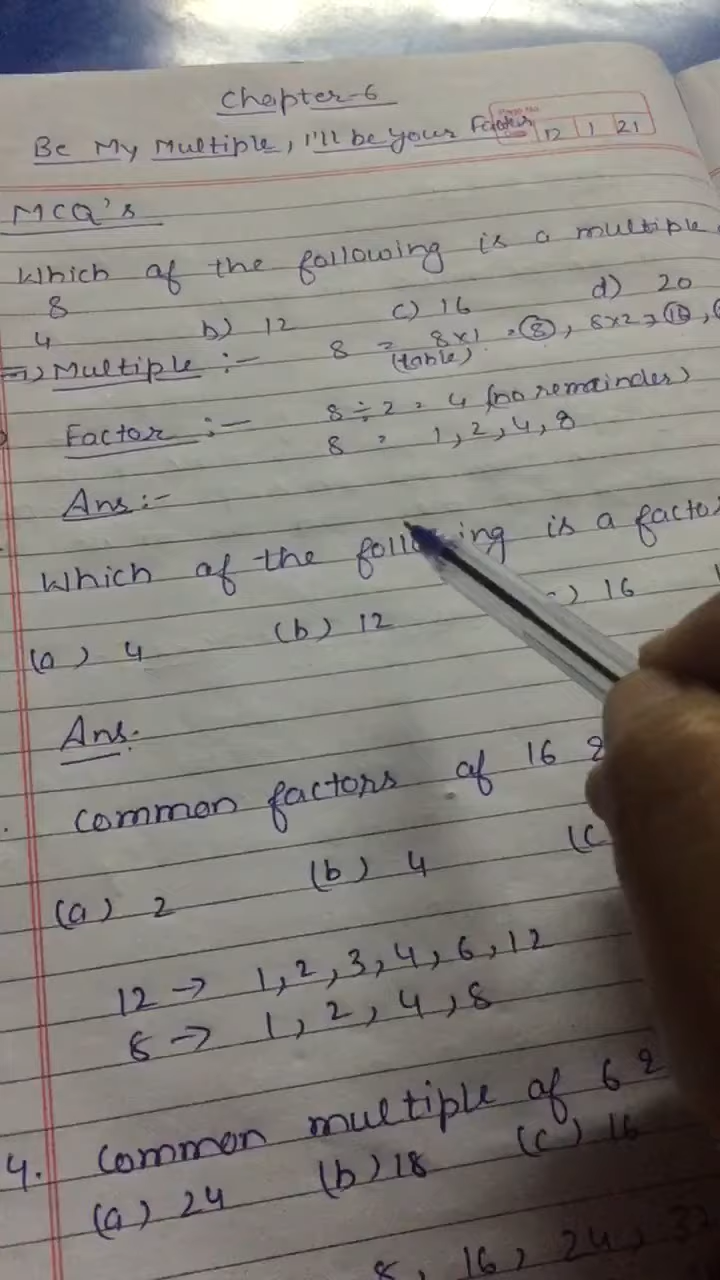 Chapter-6
Be My Multiple, I'll be your Factor
12 1 21
MCQ's
Which of the following is a multiple
8
4 b) 12 c) 16 d) 20
Multiple :- 8 = 8x1 = 8, 8x2 = 16,
(table)
Factor :- 8 ÷ 2 = 4 (no remainder)
8 = 1, 2, 4, 8
Ans :-
Which of the following is a factor
(a) 4 (b) 12 c) 16
Ans.
Common factors of 16 &
(a) 2 (b) 4 (c
12 → 1, 2, 3, 4, 6, 12
8 → 1, 2, 4, 8
4. Common multiple of 6 &
(a) 24 (b) 18 (c) 16
8, 16, 24,